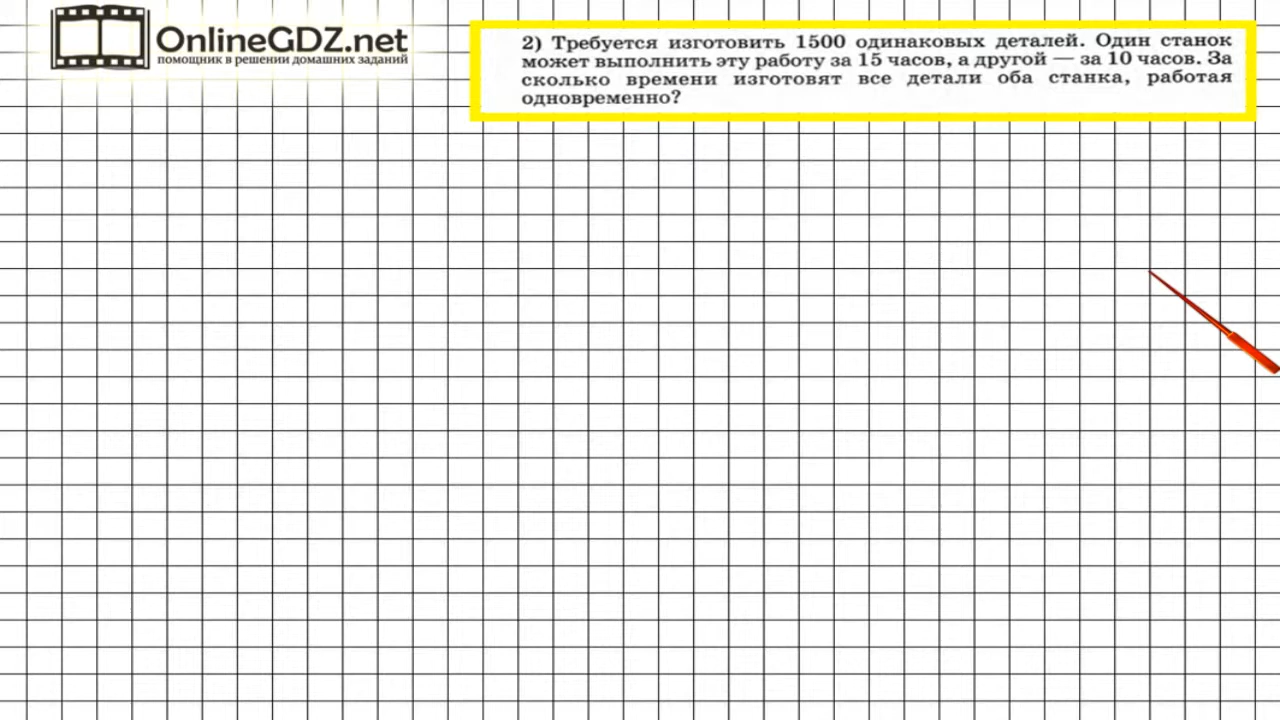 OnlineGDZ.net
помощник в решении домашних заданий
2) Требуется изготовить 1500 одинаковых деталей. Один станок
может выполнить эту работу за 15 часов, а другой — за 10 часов. За
сколько времени изготовят все детали оба станка, работая
одновременно?